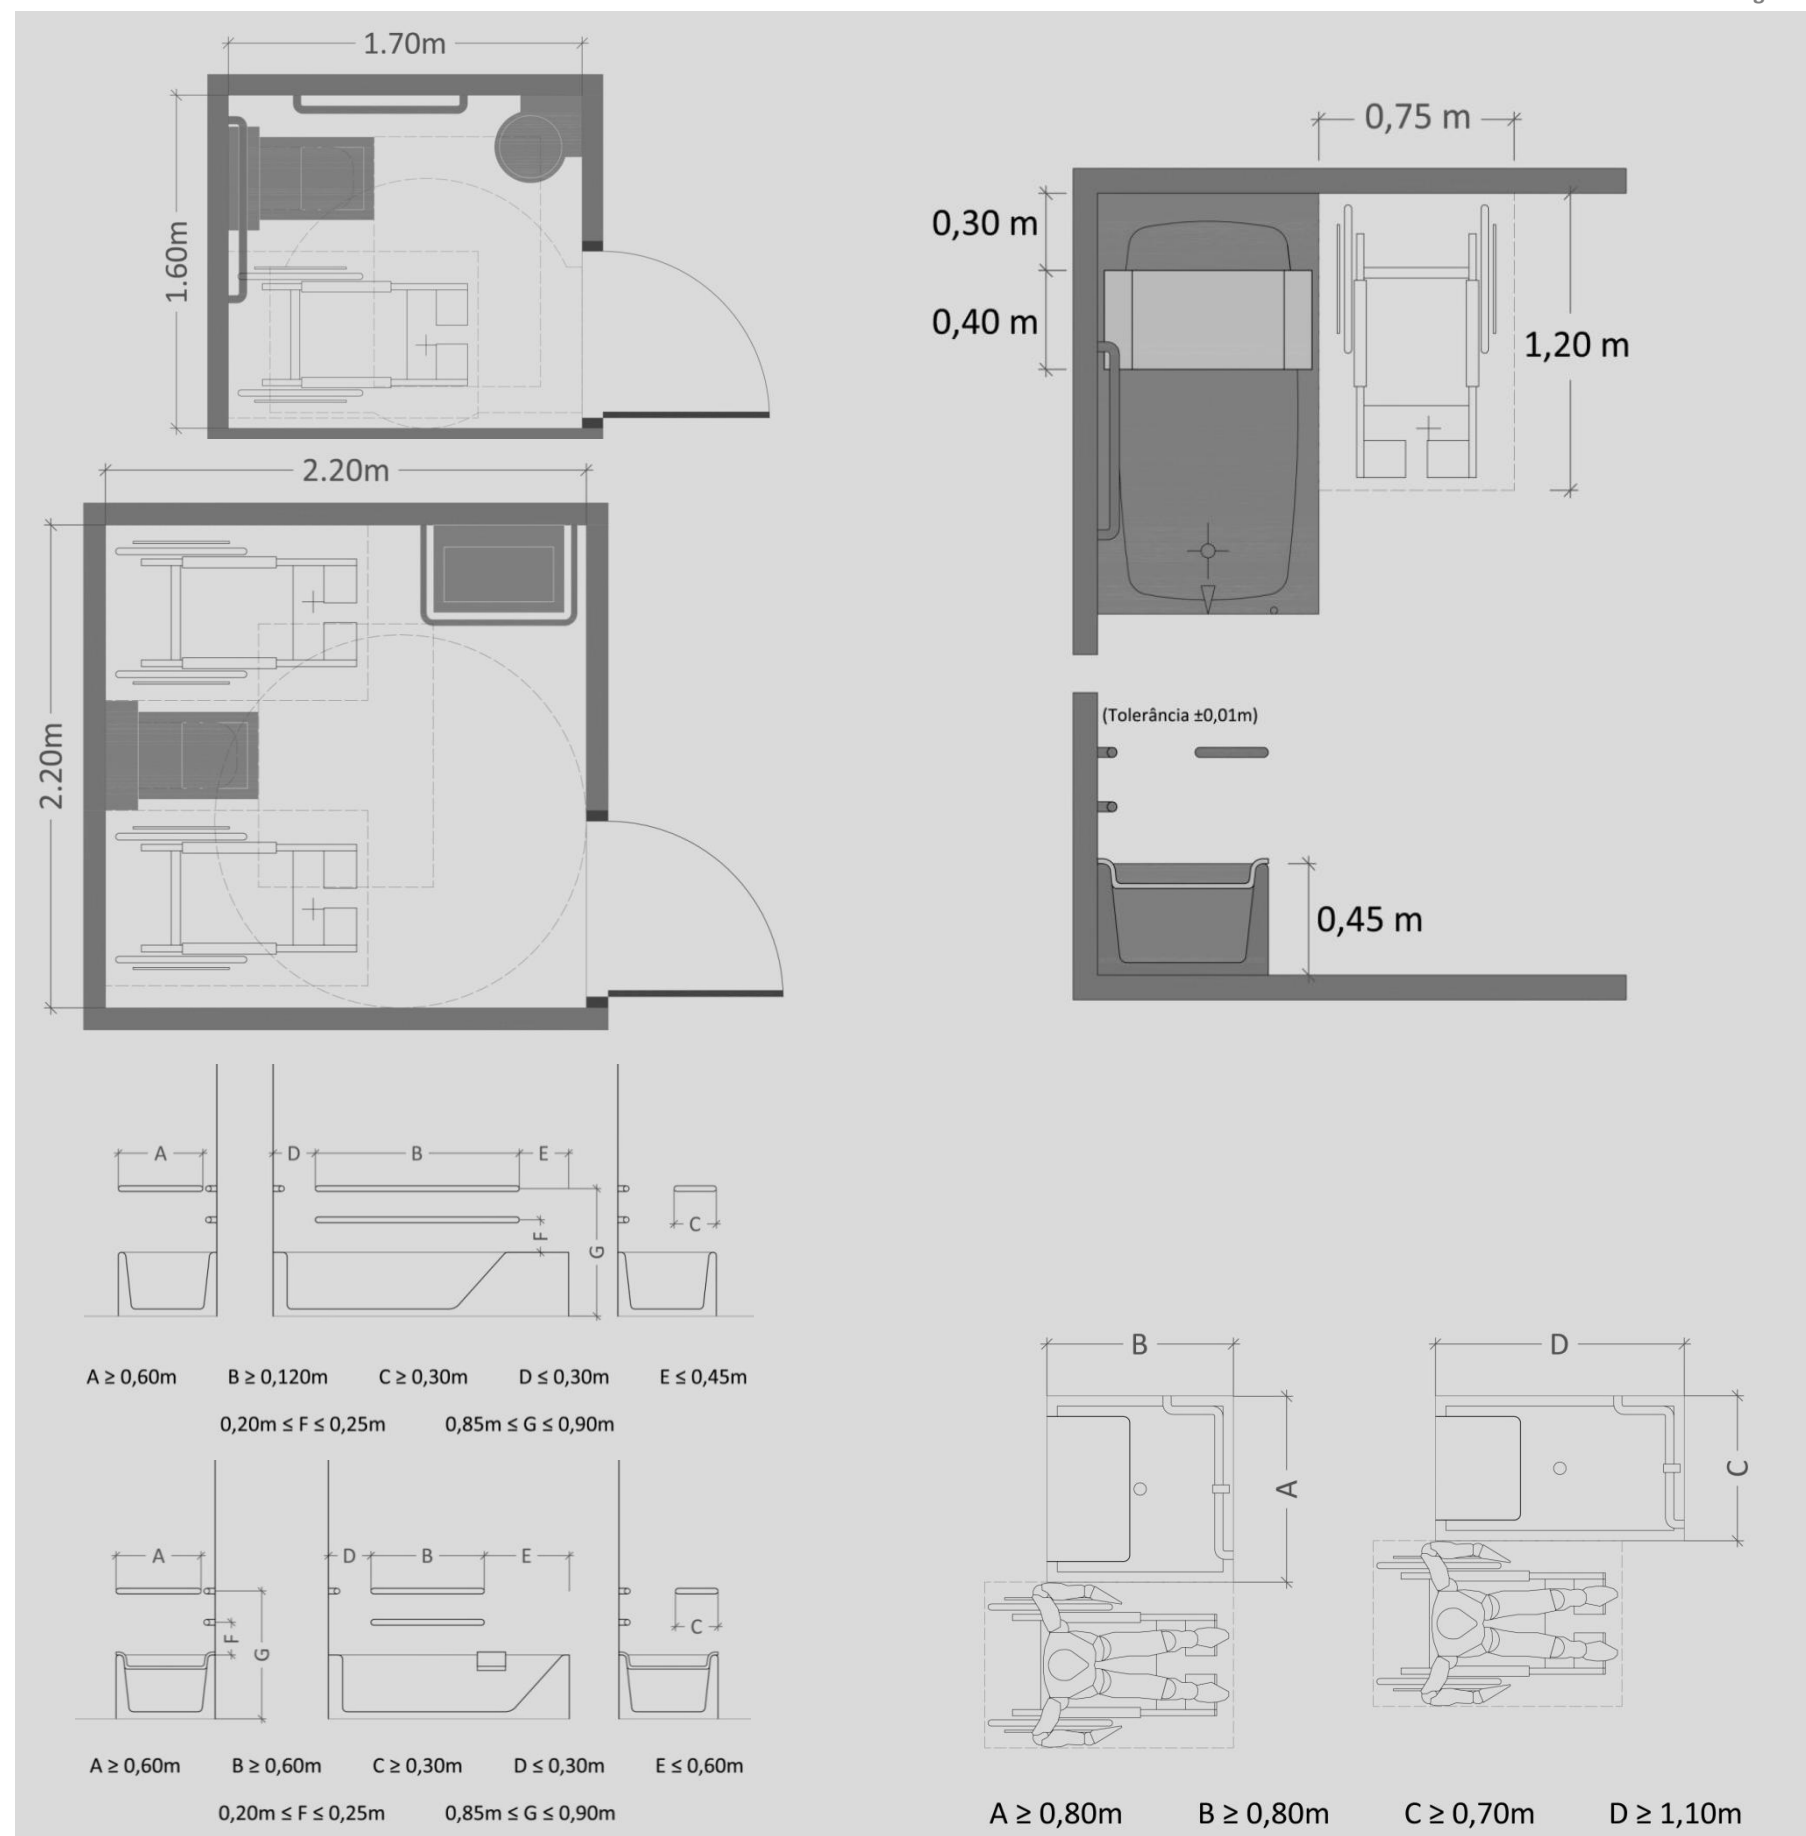 1.70m
1.60m
2.20m
2.20m
0,75 m
0,30 m
0,40 m
1,20 m
(Tolerância ±0,01m)
0,45 m
A D B E
C
F
G
A ≥ 0,60m B ≥ 0,120m C ≥ 0,30m D ≤ 0,30m E ≤ 0,45m
0,20m ≤ F ≤ 0,25m 0,85m ≤ G ≤ 0,90m
A D B E
C
F
G
A ≥ 0,60m B ≥ 0,60m C ≥ 0,30m D ≤ 0,30m E ≤ 0,60m
0,20m ≤ F ≤ 0,25m 0,85m ≤ G ≤ 0,90m
B D
A C
A ≥ 0,80m B ≥ 0,80m C ≥ 0,70m D ≥ 1,10m